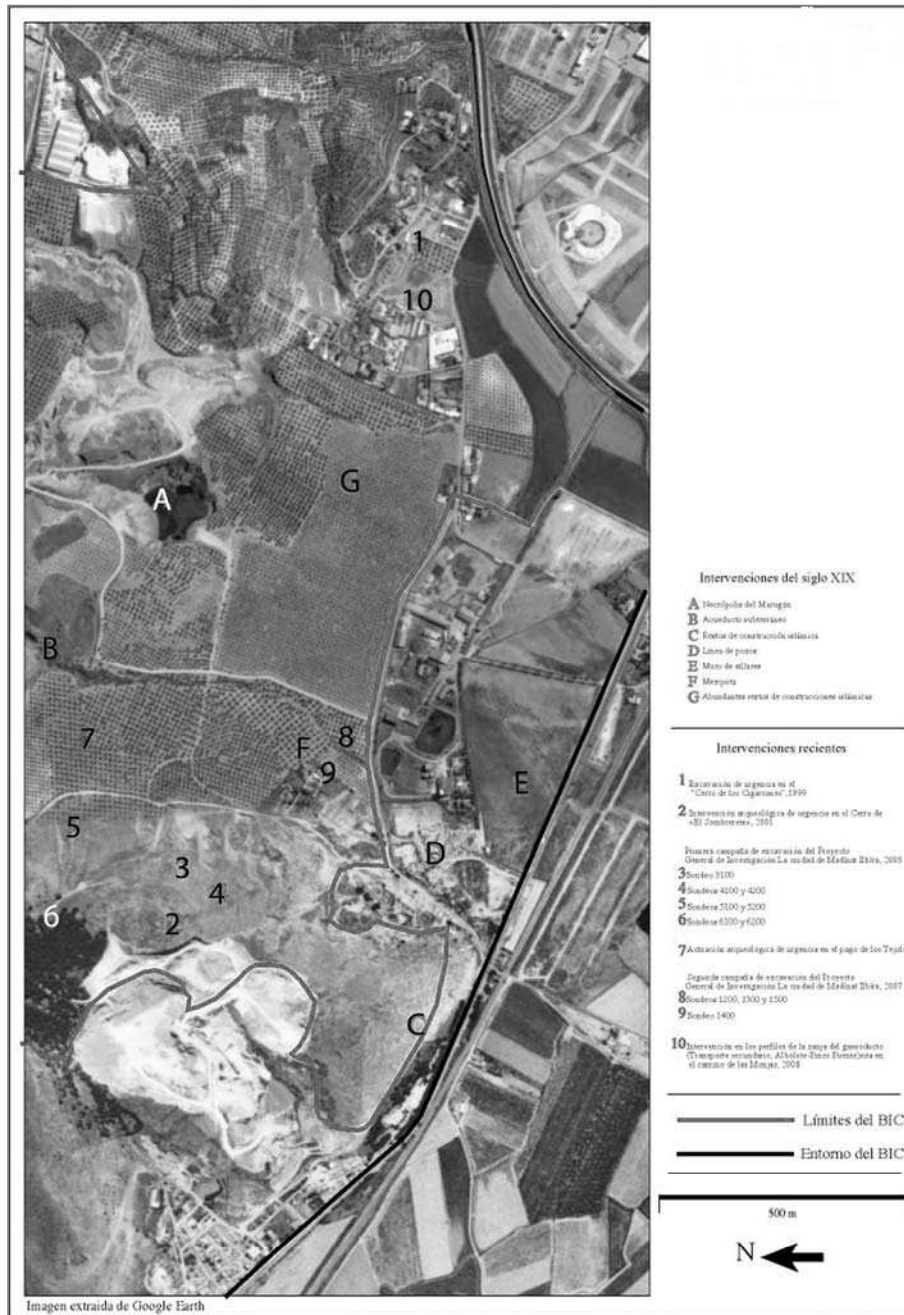 1
10
A
G
B
7
8
F
9
E
5
D
3
4
6
2
C
Intervenciones del siglo XIX
A Necrópolis del Marugán
B Acueducto subterráneo
C Restos de construcción islámica
D Línea de pozos
E Muro de sillares
F Mezquita
G Abundantes restos de construcciones islámicas
Intervenciones recientes
1 Excavación de urgencia en el
"Cerro de los Cigarrones", 1999
2 Intervención arqueológica de urgencia en el Cerro de
«El Sombrerete», 2001
Primera campaña de excavación del Proyecto
General de Investigación La ciudad de Madinat Ilbira, 2005
3 Sondeo 3100
4 Sondeos 4100 y 4200
5 Sondeos 5100 y 5200
6 Sondeos 6100 y 6200
7 Actuación arqueológica de urgencia en el pago de los Tejole
Segunda campaña de excavación del Proyecto
General de Investigación La ciudad de Madinat Ilbira, 2007
8 Sondeos 1200, 1300 y 1500
9 Sondeo 1400
10 Intervención en los perfiles de la zanja del gaseoducto
(Transporte secundario, Albolote-Pinos Puente) ruta en
el camino de las Monjas, 2008
Límites del BIC
Entorno del BIC
500 m
N
Imagen extraida de Google Earth